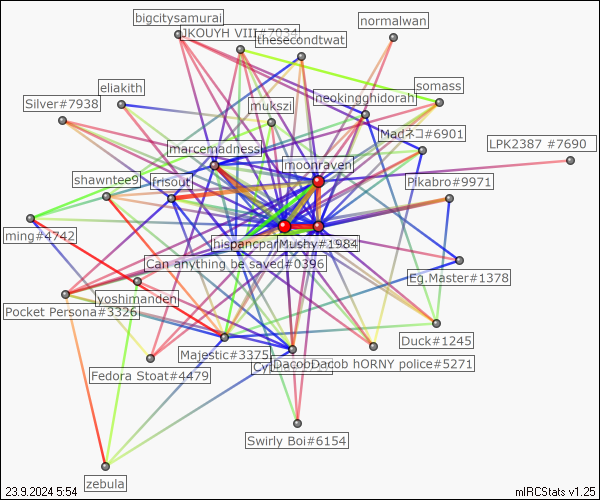 bigcitysamurai
normalwan
JKOUYH VIII#7034
thesecondtwat
eliakith
somass
neokingghidorah
Silver#7938
mukszi
Madネコ#6901
LPK2387 #7690
marcemadness
moonraven
shawntee9
frisout
Pikabro#9971
ming#4742
hispancpar
Mushy#1984
Can anything be saved#0396
Eg.Master#1378
yoshimanden
Pocket Persona#3326
Duck#1245
Majestic#3375
DacobDacob hORNY police#5271
Fedora Stoat#4479
Swirly Boi#6154
zebula
23.9.2024 5:54
mIRCStats v1.25